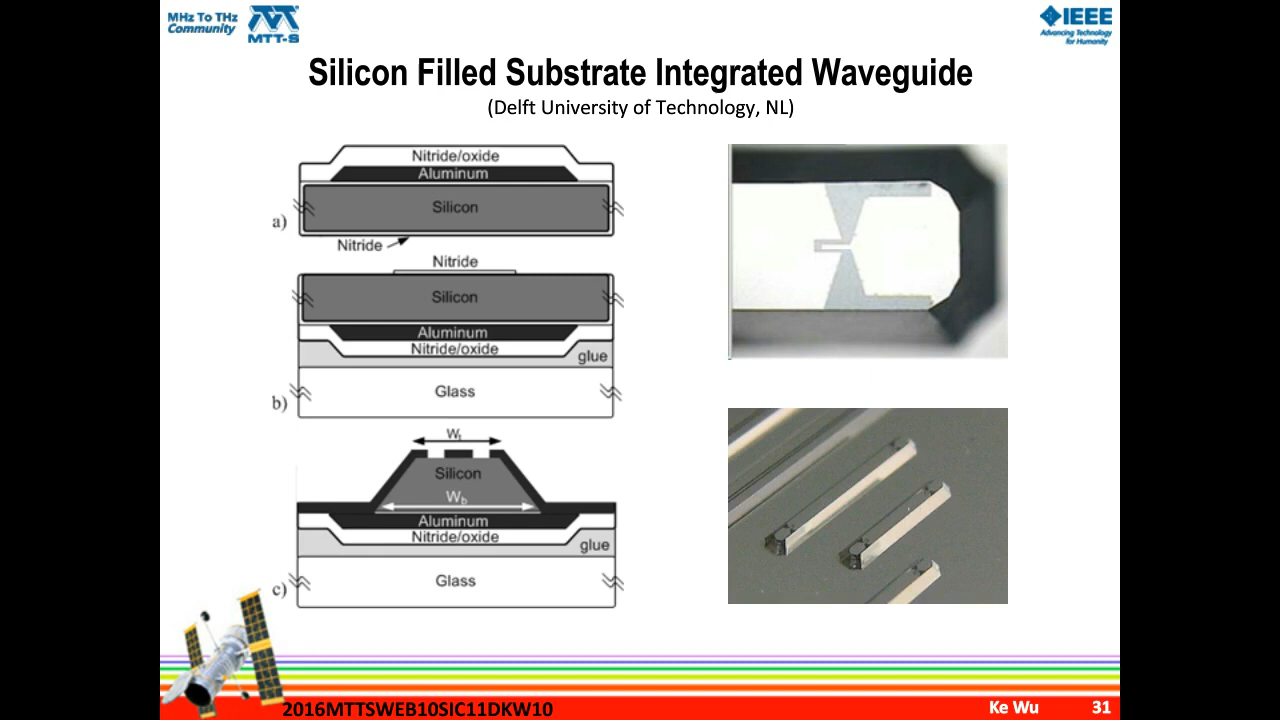 MHz To THz
Community
MTT-S
IEEE
Advancing Technology
for Humanity
Silicon Filled Substrate Integrated Waveguide
(Delft University of Technology, NL)
Nitride/oxide
Aluminum
Silicon
a)
Nitride
Nitride
Silicon
Aluminum
Nitride/oxide
glue
Glass
b)
Wt
Silicon
Wb
Aluminum
Nitride/oxide
glue
Glass
c)
2016MTTSWEB10SIC11DKW10
Ke Wu
31